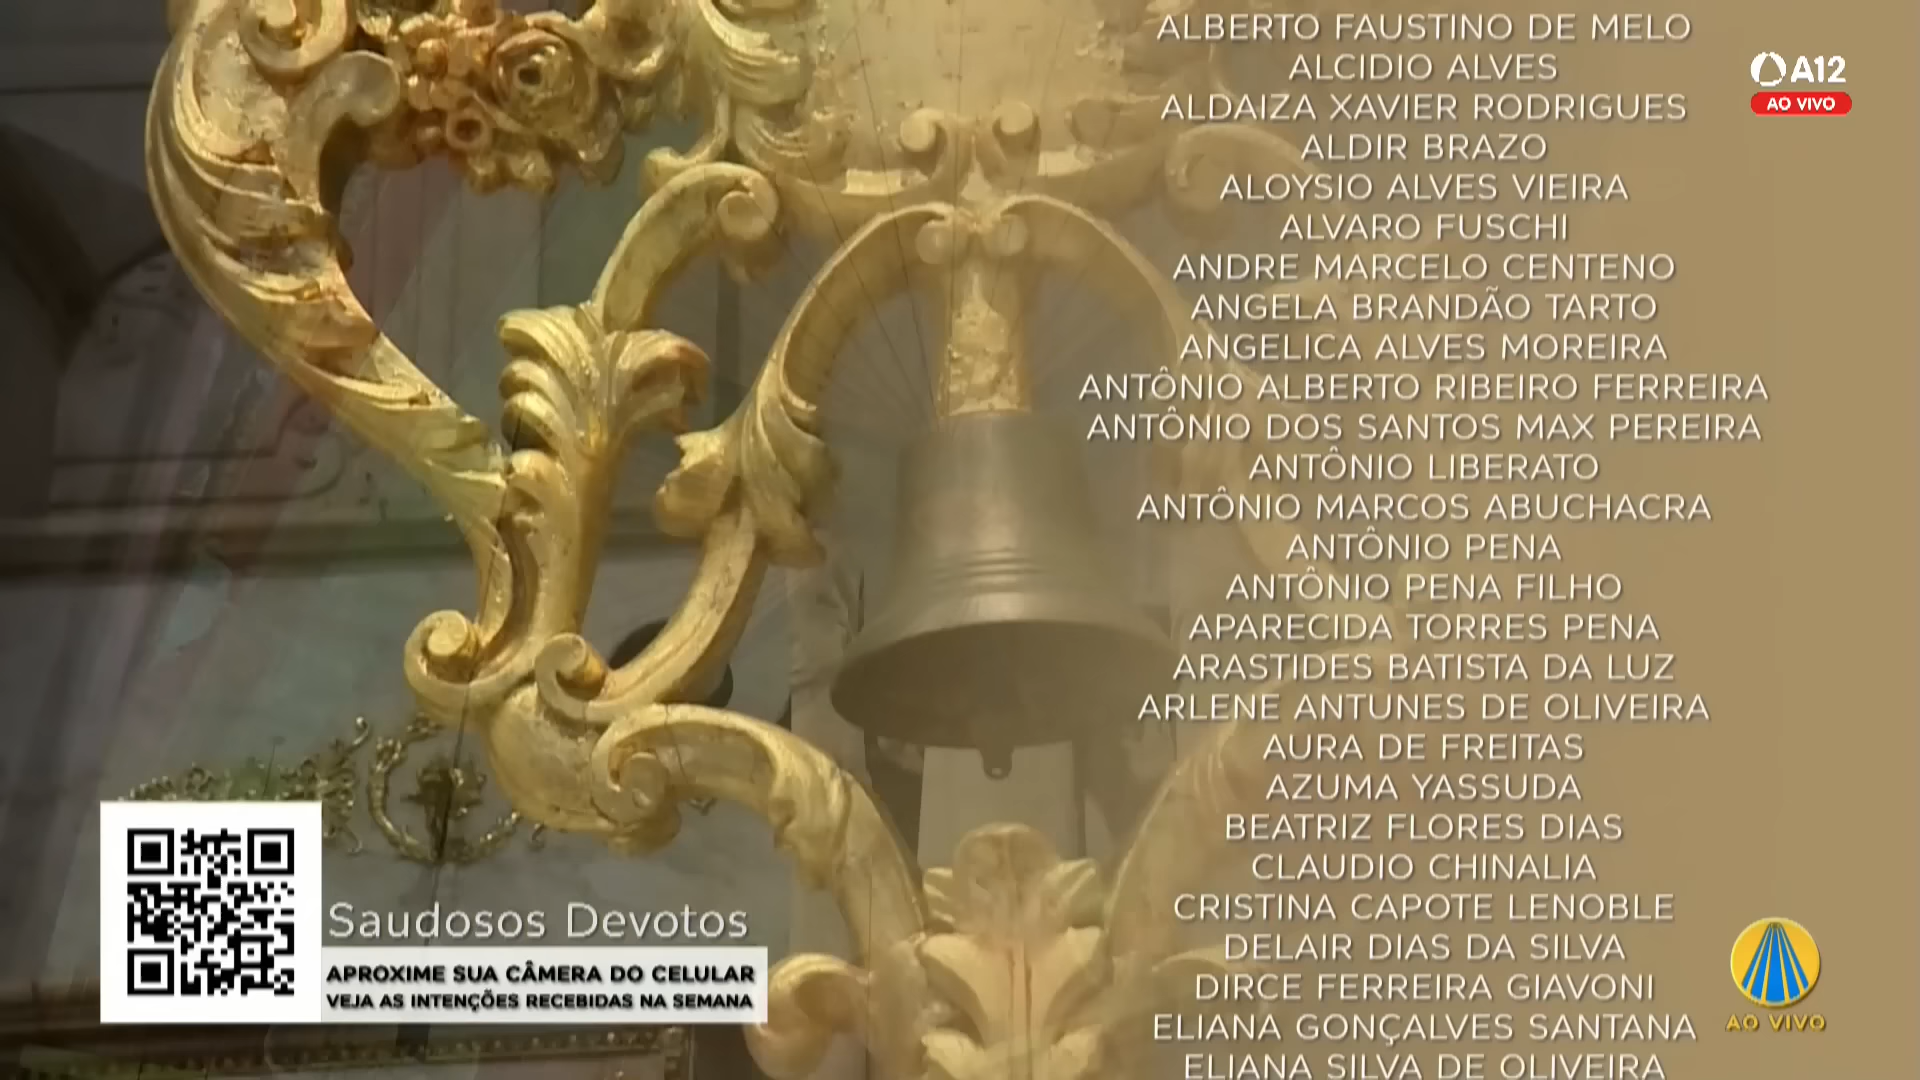 ALBERTO FAUSTINO DE MELO
ALCIDIO ALVES
ALDAIZA XAVIER RODRIGUES
ALDIR BRAZO
ALOYSIO ALVES VIEIRA
ALVARO FUSCHI
ANDRE MARCELO CENTENO
ANGELA BRANDÃO TARTO
ANGELICA ALVES MOREIRA
ANTÔNIO ALBERTO RIBEIRO FERREIRA
ANTÔNIO DOS SANTOS MAX PEREIRA
ANTÔNIO LIBERATO
ANTÔNIO MARCOS ABUCHACRA
ANTÔNIO PENA
ANTÔNIO PENA FILHO
APARECIDA TORRES PENA
ARASTIDES BATISTA DA LUZ
ARLENE ANTUNES DE OLIVEIRA
AURA DE FREITAS
AZUMA YASSUDA
BEATRIZ FLORES DIAS
CLAUDIO CHINALIA
CRISTINA CAPOTE LENOBLE
DELAIR DIAS DA SILVA
DIRCE FERREIRA GIAVONI
ELIANA GONÇALVES SANTANA
ELIANA SILVA DE OLIVEIRA
A12
AO VIVO
Saudosos Devotos
APROXIME SUA CÂMERA DO CELULAR
VEJA AS INTENÇÕES RECEBIDAS NA SEMANA
AO VIVO